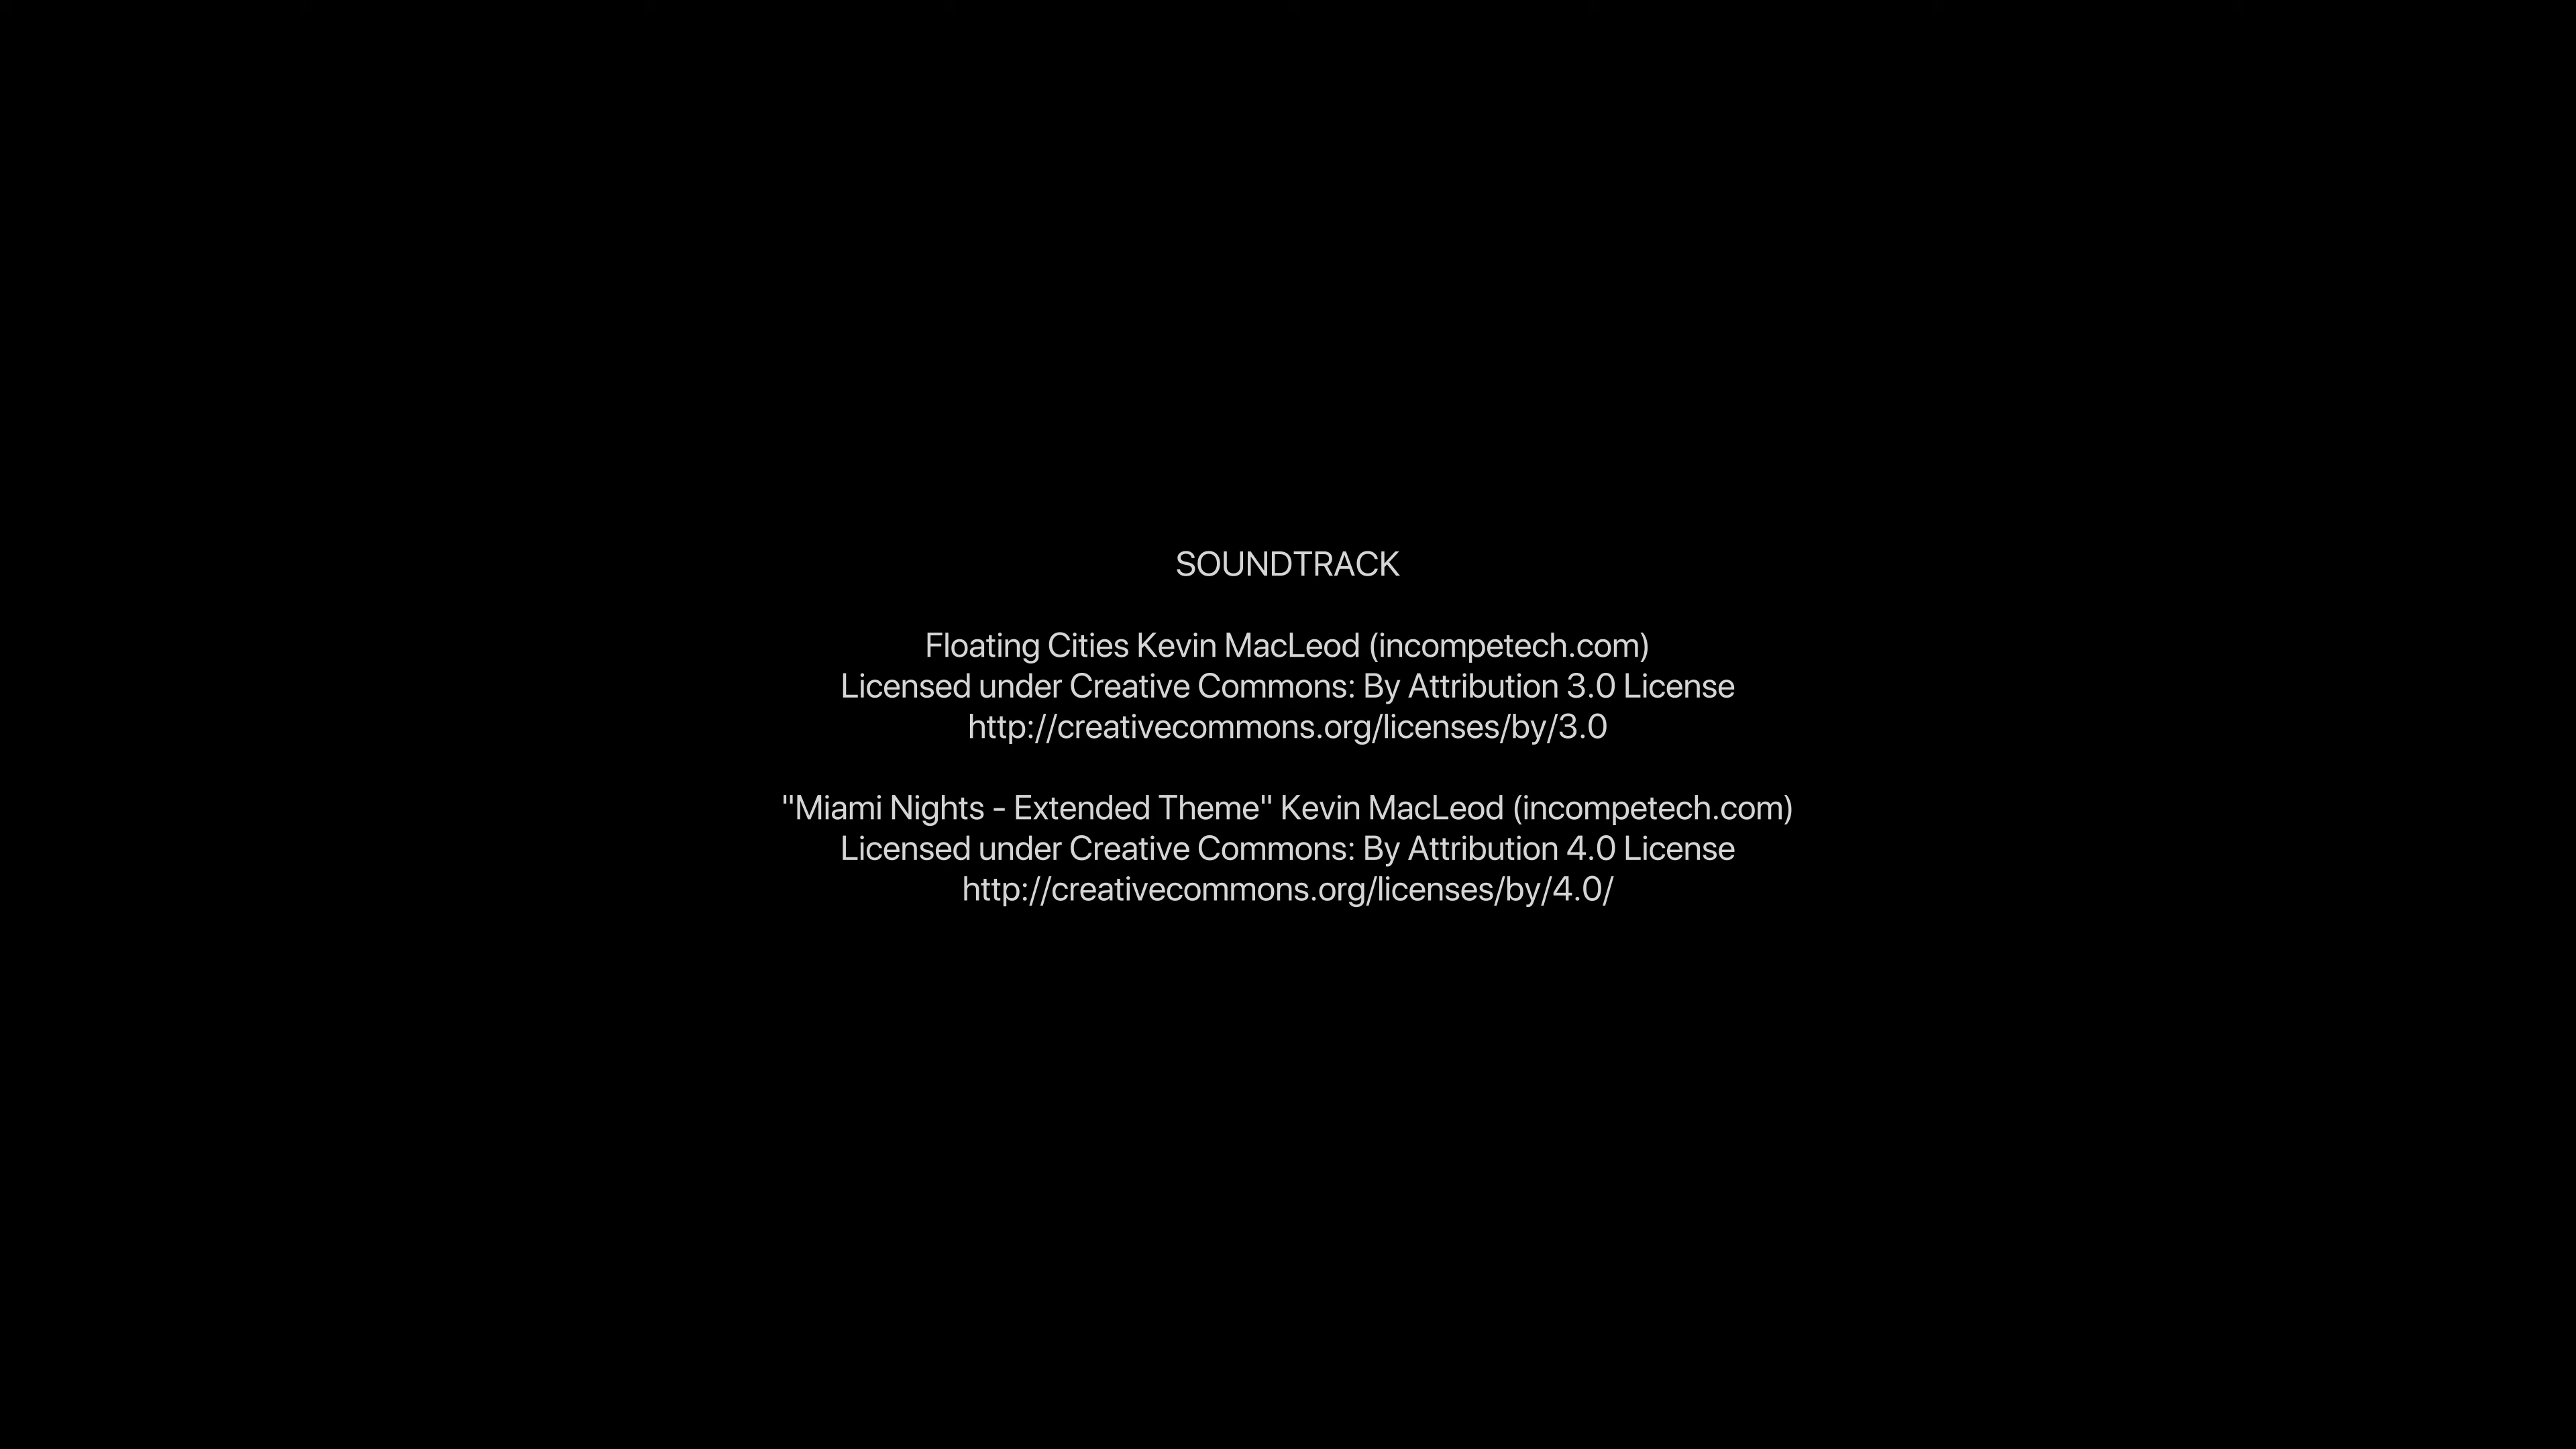 SOUNDTRACK
Floating Cities Kevin MacLeod (incompetech.com)
Licensed under Creative Commons: By Attribution 3.0 License
http://creativecommons.org/licenses/by/3.0
"Miami Nights - Extended Theme" Kevin MacLeod (incompetech.com)
Licensed under Creative Commons: By Attribution 4.0 License
http://creativecommons.org/licenses/by/4.0/